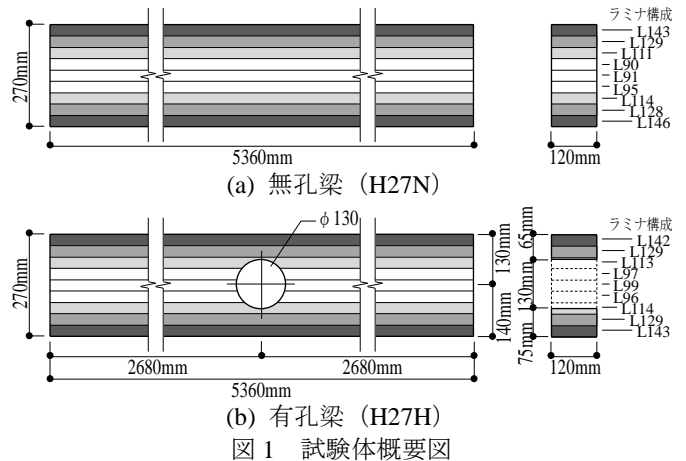 ラミナ構成
L143
L129
L111
L90
L91
L95
L114
L128
L146
270mm
5360mm
120mm
(a) 無孔梁 (H27N)
φ130
ラミナ構成
L142
L129
L113
L97
L99
L96
L114
L129
L143
270mm
130mm
140mm
65mm
130mm
75mm
2680mm
2680mm
5360mm
120mm
(b) 有孔梁 (H27H)
図 1 試験体概要図